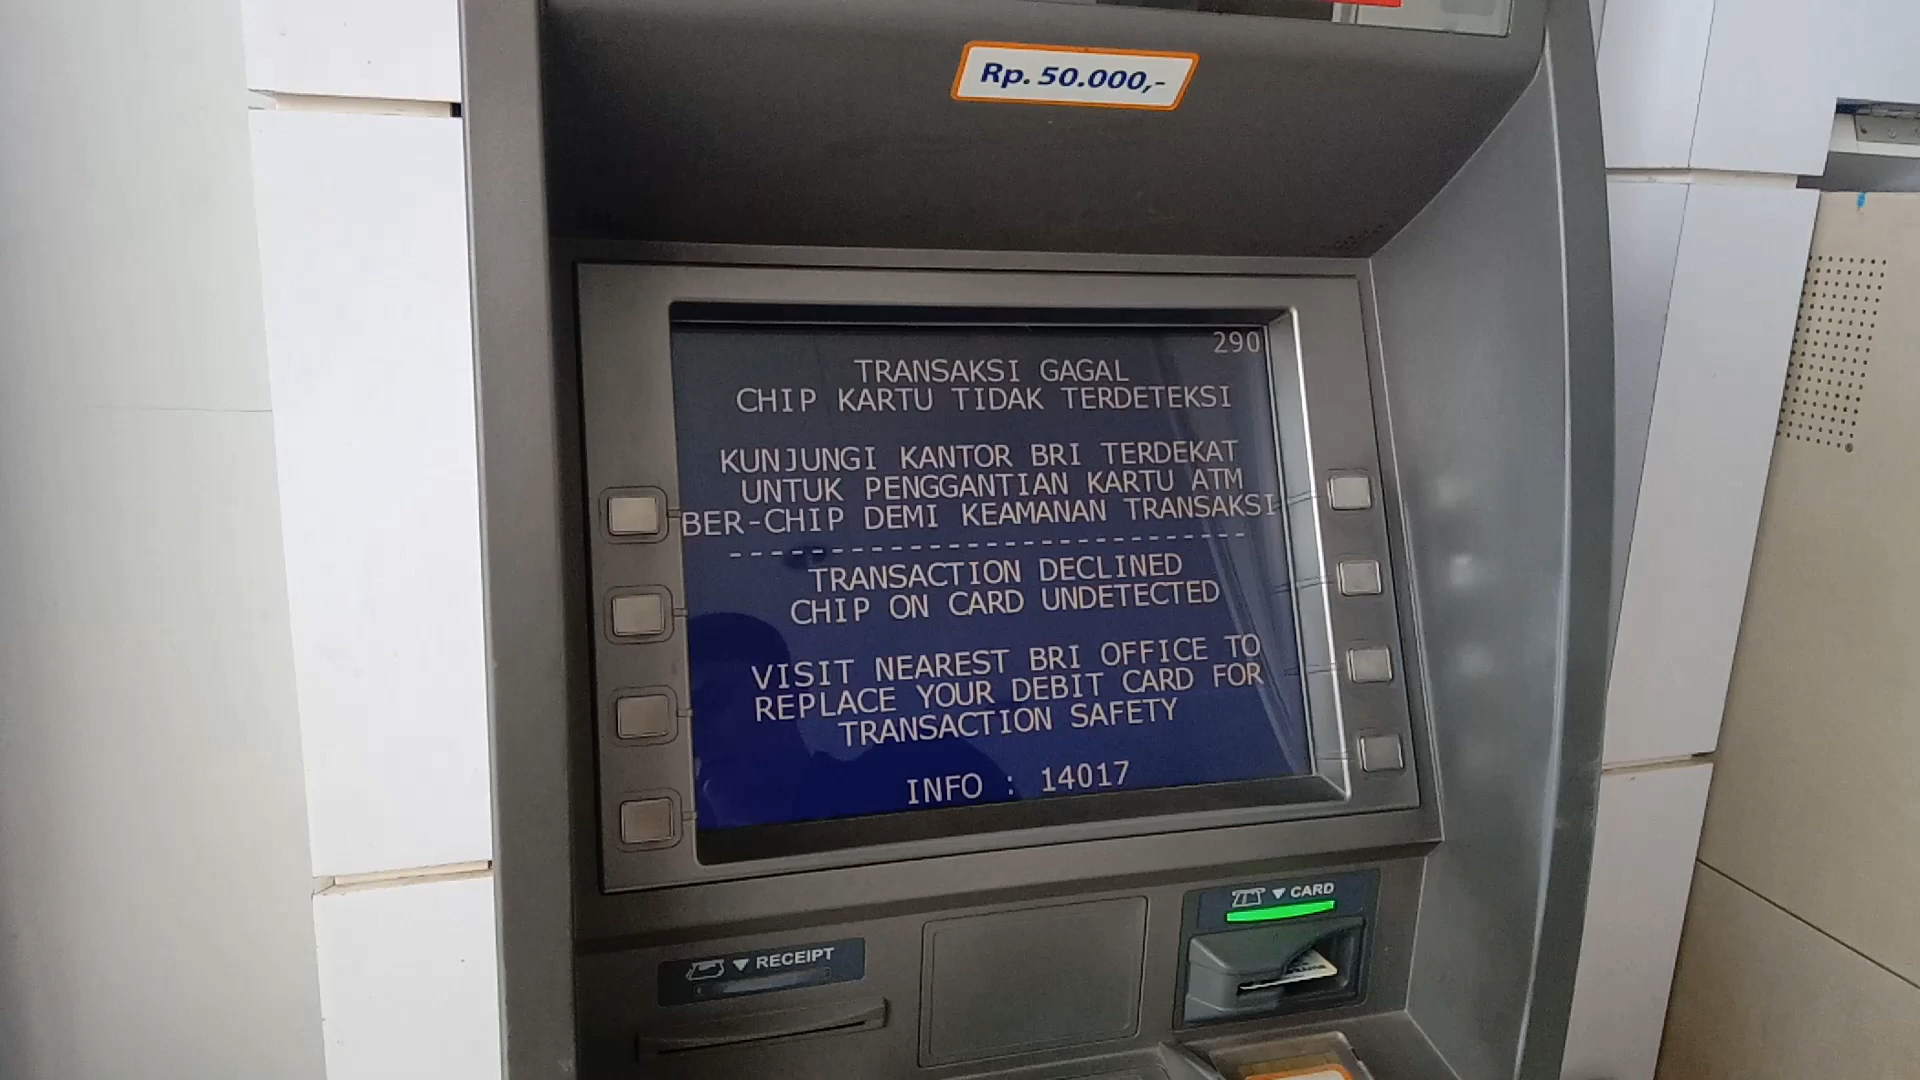 Rp. 50.000,-
290
TRANSAKSI GAGAL
CHIP KARTU TIDAK TERDETEKSI
KUNJUNGI KANTOR BRI TERDEKAT
UNTUK PENGGANTIAN KARTU ATM
BER-CHIP DEMI KEAMANAN TRANSAKSI
---------------------------
TRANSACTION DECLINED
CHIP ON CARD UNDETECTED
VISIT NEAREST BRI OFFICE TO
REPLACE YOUR DEBIT CARD FOR
TRANSACTION SAFETY
INFO : 14017
CARD
RECEIPT